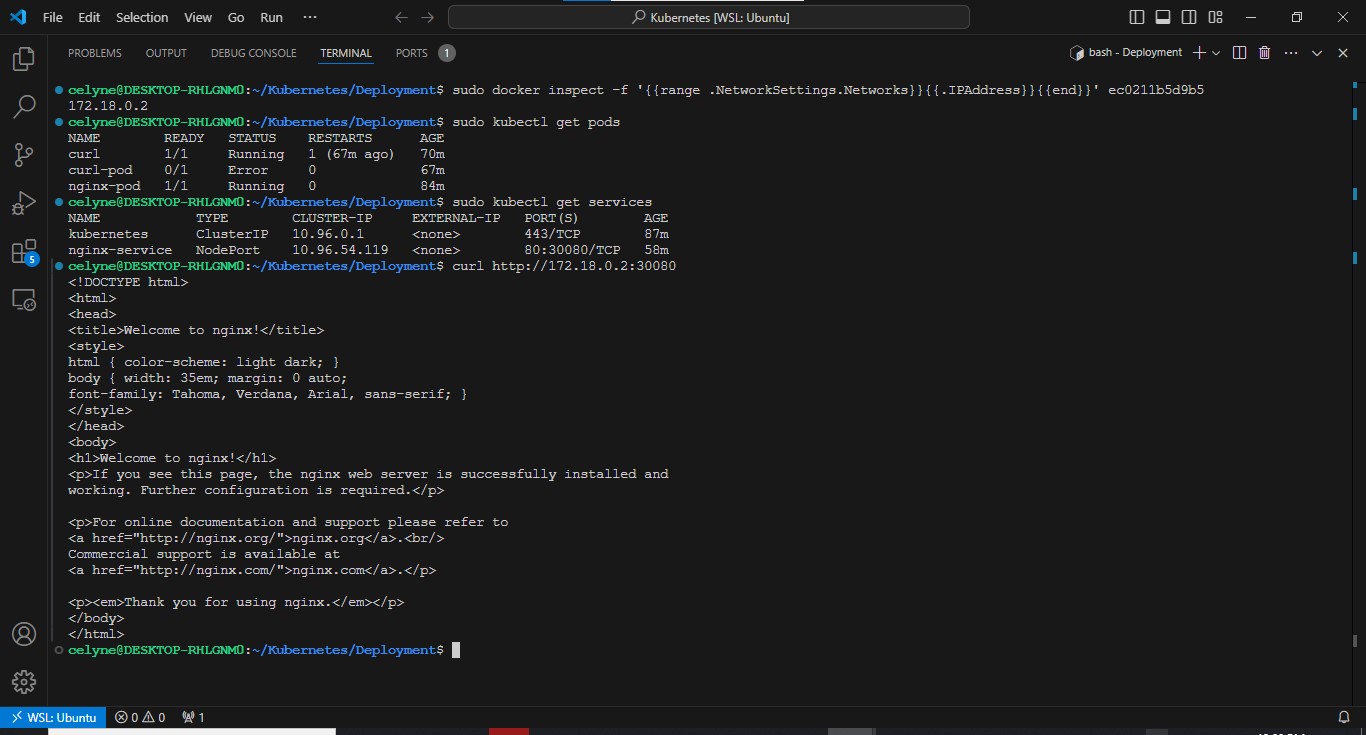 File Edit Selection View Go Run ··· Kubernetes [WSL: Ubuntu]
PROBLEMS OUTPUT DEBUG CONSOLE TERMINAL PORTS 1 bash - Deployment
celyne@DESKTOP-RHLGNM0:~/Kubernetes/Deployment$ sudo docker inspect -f '{{range .NetworkSettings.Networks}}{{.IPAddress}}{{end}}' ec0211b5d9b5
172.18.0.2
celyne@DESKTOP-RHLGNM0:~/Kubernetes/Deployment$ sudo kubectl get pods
NAME READY STATUS RESTARTS AGE
curl 1/1 Running 1 (67m ago) 70m
curl-pod 0/1 Error 0 67m
nginx-pod 1/1 Running 0 84m
celyne@DESKTOP-RHLGNM0:~/Kubernetes/Deployment$ sudo kubectl get services
NAME TYPE CLUSTER-IP EXTERNAL-IP PORT(S) AGE
kubernetes ClusterIP 10.96.0.1 <none> 443/TCP 87m
nginx-service NodePort 10.96.54.119 <none> 80:30080/TCP 58m
celyne@DESKTOP-RHLGNM0:~/Kubernetes/Deployment$ curl http://172.18.0.2:30080
<!DOCTYPE html>
<html>
<head>
<title>Welcome to nginx!</title>
<style>
html { color-scheme: light dark; }
body { width: 35em; margin: 0 auto;
font-family: Tahoma, Verdana, Arial, sans-serif; }
</style>
</head>
<body>
<h1>Welcome to nginx!</h1>
<p>If you see this page, the nginx web server is successfully installed and
working. Further configuration is required.</p>
<p>For online documentation and support please refer to
<a href="http://nginx.org/">nginx.org</a>.<br/>
Commercial support is available at
<a href="http://nginx.com/">nginx.com</a>.</p>
<p><em>Thank you for using nginx.</em></p>
</body>
</html>
celyne@DESKTOP-RHLGNM0:~/Kubernetes/Deployment$
5
WSL: Ubuntu 0 0 1